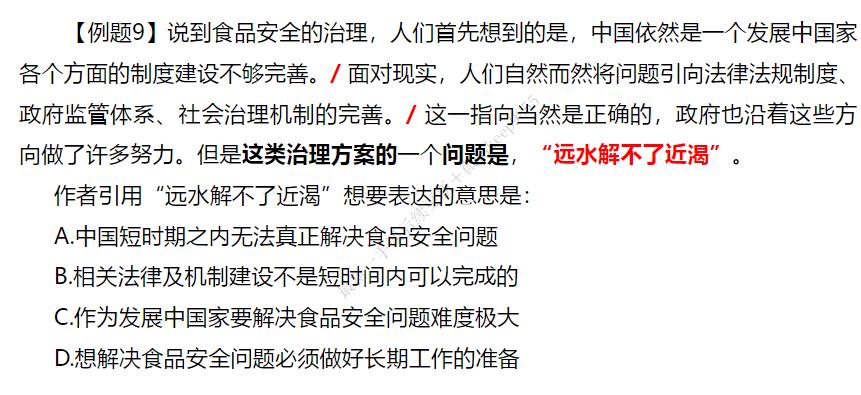 【例题9】说到食品安全的治理，人们首先想到的是，中国依然是一个发展中国家
各个方面的制度建设不够完善。/ 面对现实，人们自然而然将问题引向法律法规制度、
政府监管体系、社会治理机制的完善。/ 这一指向当然是正确的，政府也沿着这些方
向做了许多努力。但是这类治理方案的一个问题是，“远水解不了近渴”。
作者引用“远水解不了近渴”想要表达的意思是：
A.中国短时期之内无法真正解决食品安全问题
B.相关法律及机制建设不是短时间内可以完成的
C.作为发展中国家要解决食品安全问题难度极大
D.想解决食品安全问题必须做好长期工作的准备